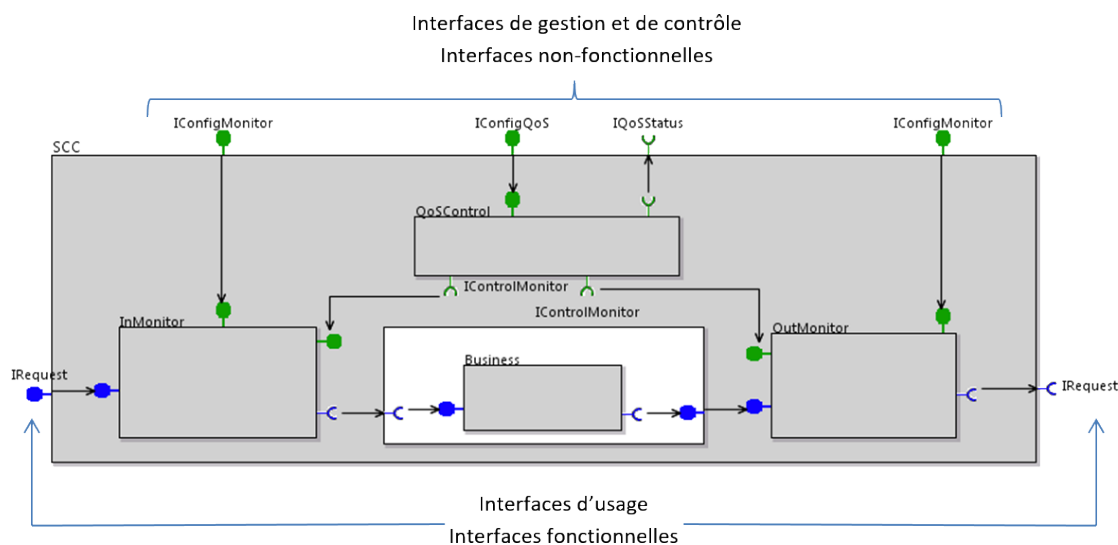 Interfaces de gestion et de contrôle
Interfaces non-fonctionnelles
IConfigMonitor
IConfigQoS
IQoSStatus
IConfigMonitor
SCC
QoSControl
IControlMonitor
IControlMonitor
InMonitor
OutMonitor
Business
IRequest
IRequest
Interfaces d’usage
Interfaces fonctionnelles